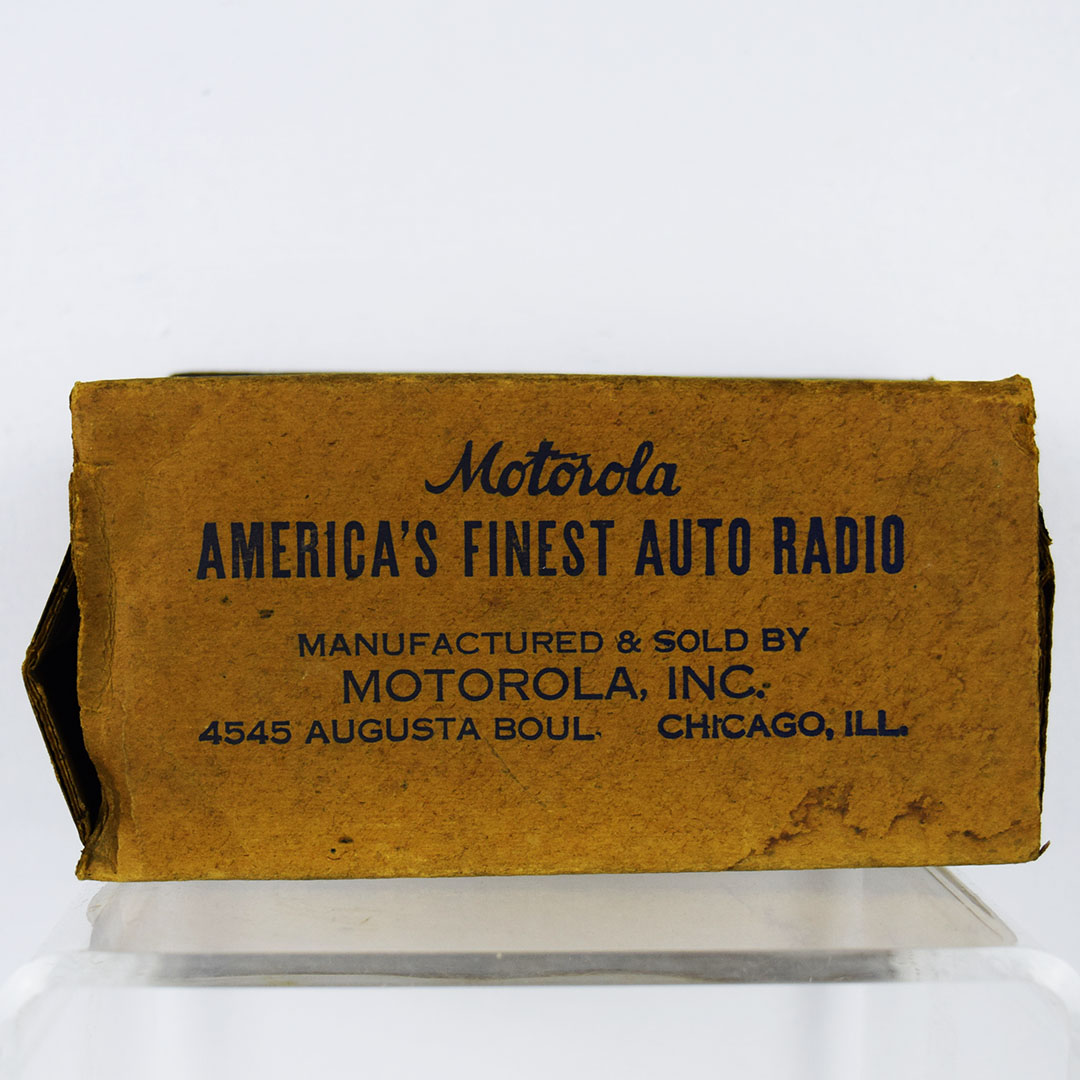 Motorola
AMERICA'S FINEST AUTO RADIO
MANUFACTURED & SOLD BY
MOTOROLA, INC.
4545 AUGUSTA BOUL. CHICAGO, ILL.